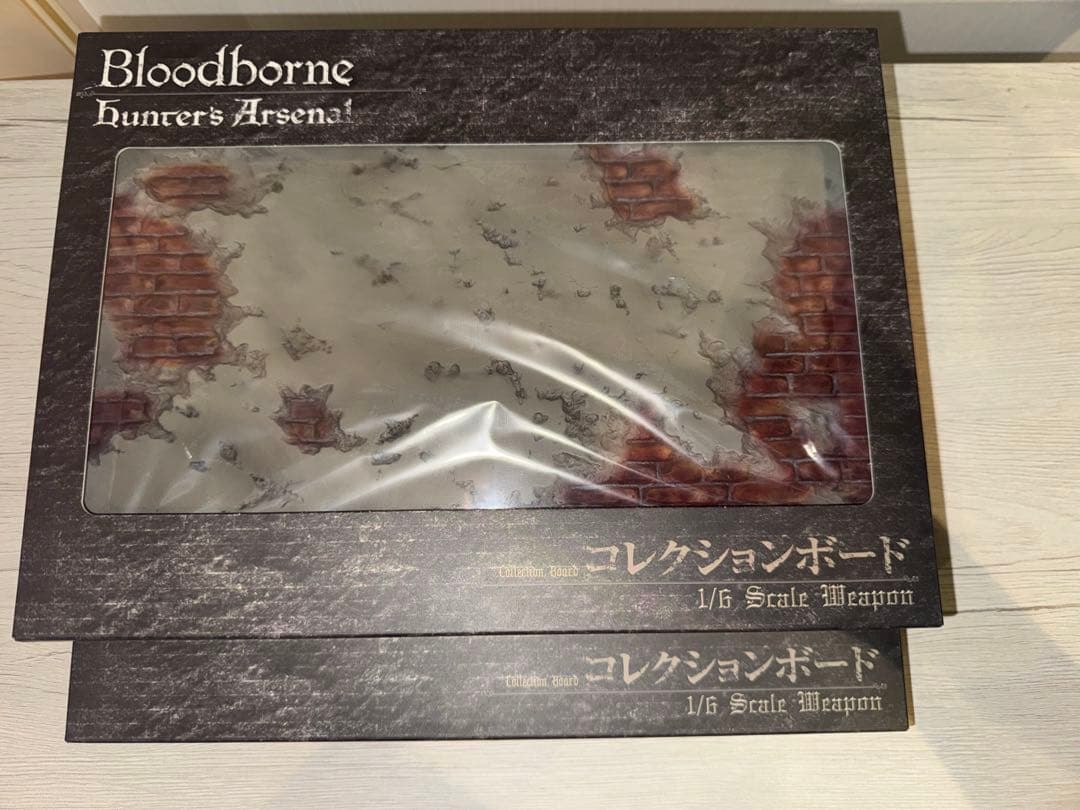 Bloodborne
Hunter's Arsenal
Collection Board コレクションボード
1/6 Scale Weapon
Collection Board コレクションボード
1/6 Scale Weapon